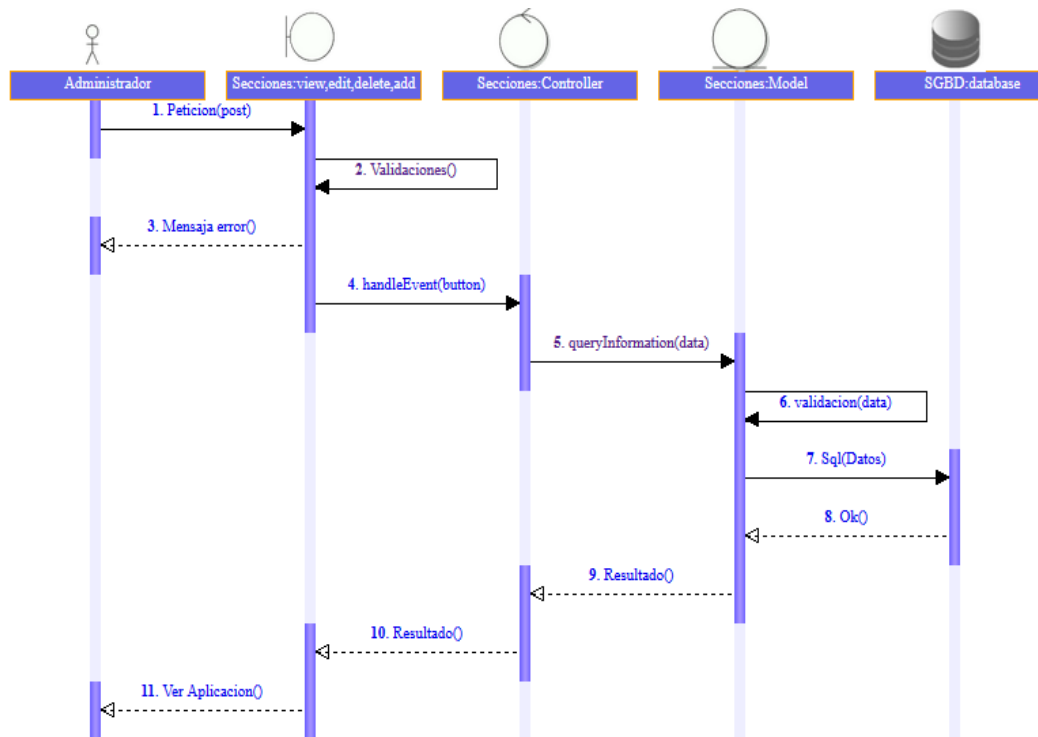 Administrador
Secciones:view,edit,delete,add
Secciones:Controller
Secciones:Model
SGBD:database
1. Peticion(post)
2. Validaciones()
3. Mensaja error()
4. handleEvent(button)
5. queryInformation(data)
6. validacion(data)
7. Sql(Datos)
8. Ok()
9. Resultado()
10. Resultado()
11. Ver Aplicacion()